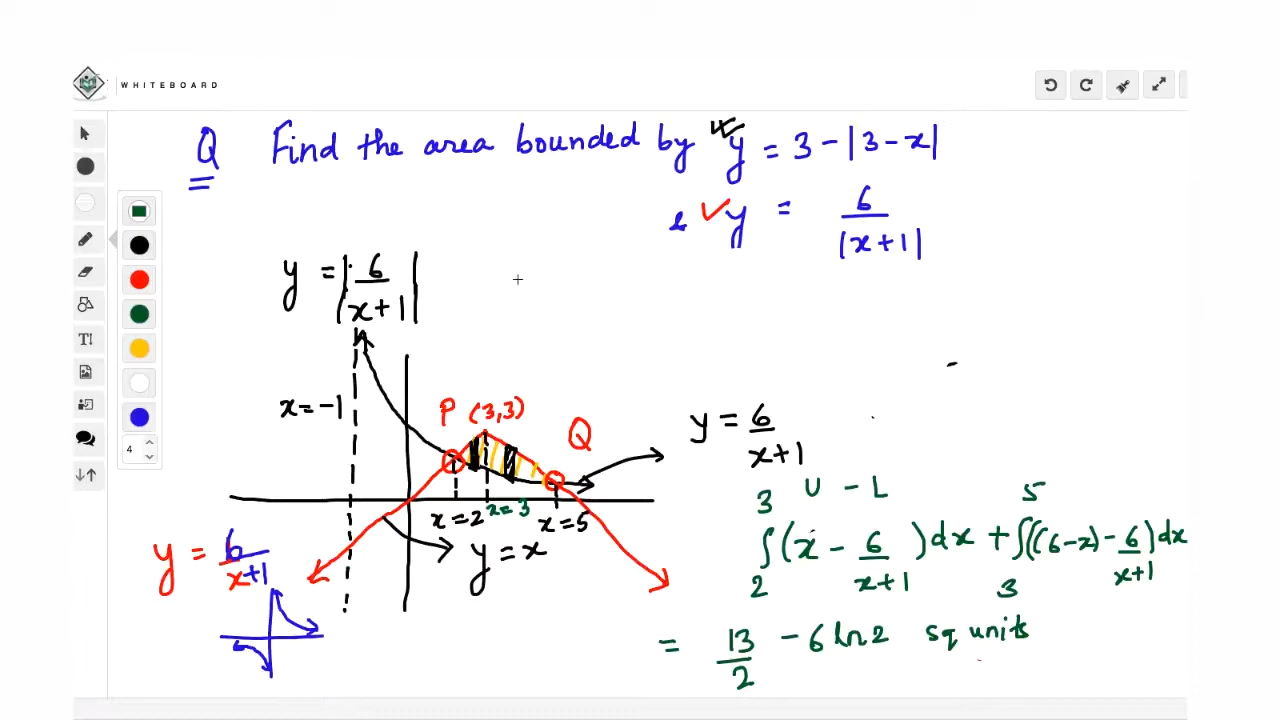 WHITEBOARD
Q Find the area bounded by y = 3 - |3 - x|
& y = 6/|x+1|
y = |6/(x+1)|
x = -1
P (3,3)
Q
y = 6/(x+1)
x=2 x=3 x=5
y = x
y = 6/x+1
U - L
∫₂³ (x - 6/(x+1)) dx + ∫₃⁵ ((6-x) - 6/(x+1)) dx
= 13/2 - 6 ln 2 sq units
T!
4